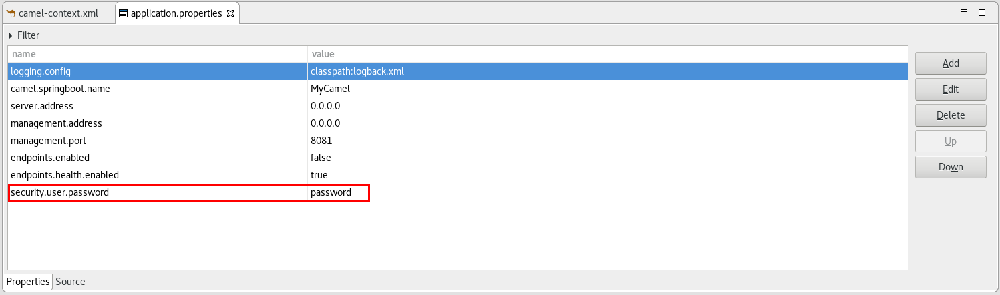 camel-context.xml application.properties
Filter
name value
logging.config classpath:logback.xml
camel.springboot.name MyCamel
server.address 0.0.0.0
management.address 0.0.0.0
management.port 8081
endpoints.enabled false
endpoints.health.enabled true
security.user.password password
Add
Edit
Delete
Up
Down
Properties Source